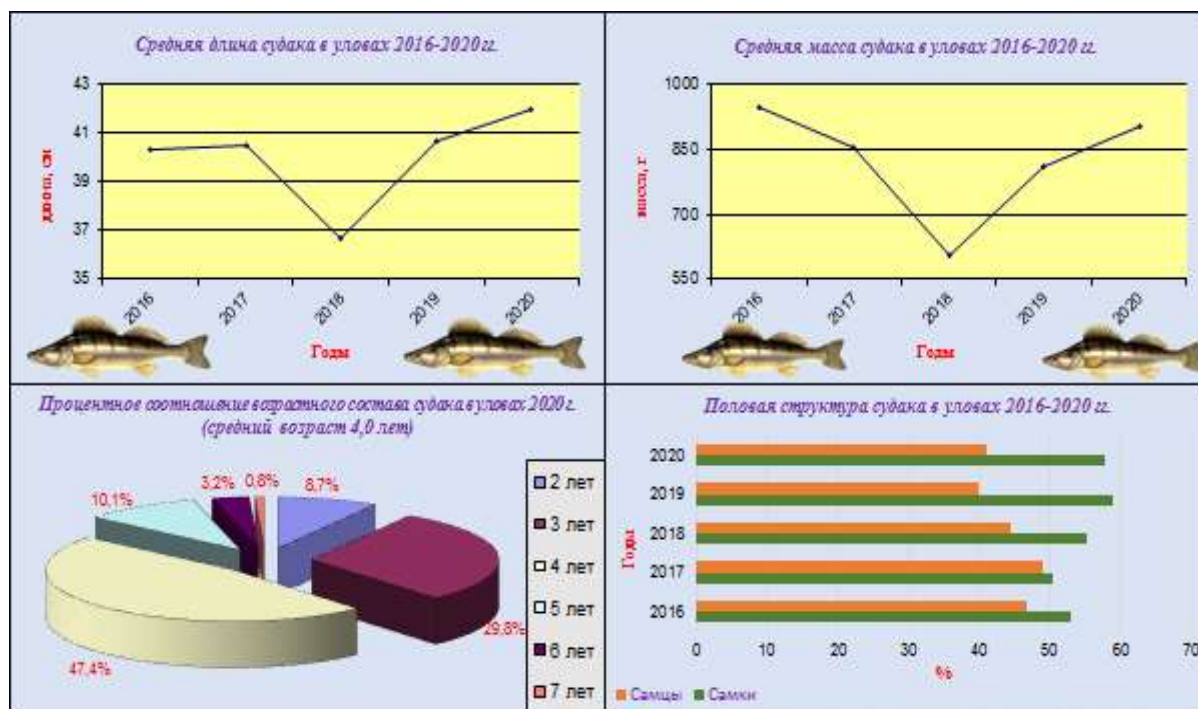 Средняя длина судака в уловах 2016-2020 гг.
43
41
39
37
35
длина, см
2016
2017
2018
2019
2020
Годы
Средняя масса судака в уловах 2016-2020 гг.
1000
850
700
550
масса, г
2016
2017
2018
2019
2020
Годы
Процентное соотношение возрастного состава судака в уловах 2020 г.
(средний возраст 4,0 лет)
8,7%
29,8%
47,4%
10,1%
3,2%
0,8%
2 лет
3 лет
4 лет
5 лет
6 лет
7 лет
Половая структура судака в уловах 2016-2020 гг.
Годы
2020
2019
2018
2017
2016
0 10 20 30 40 50 60 70
%
Самцы Самки